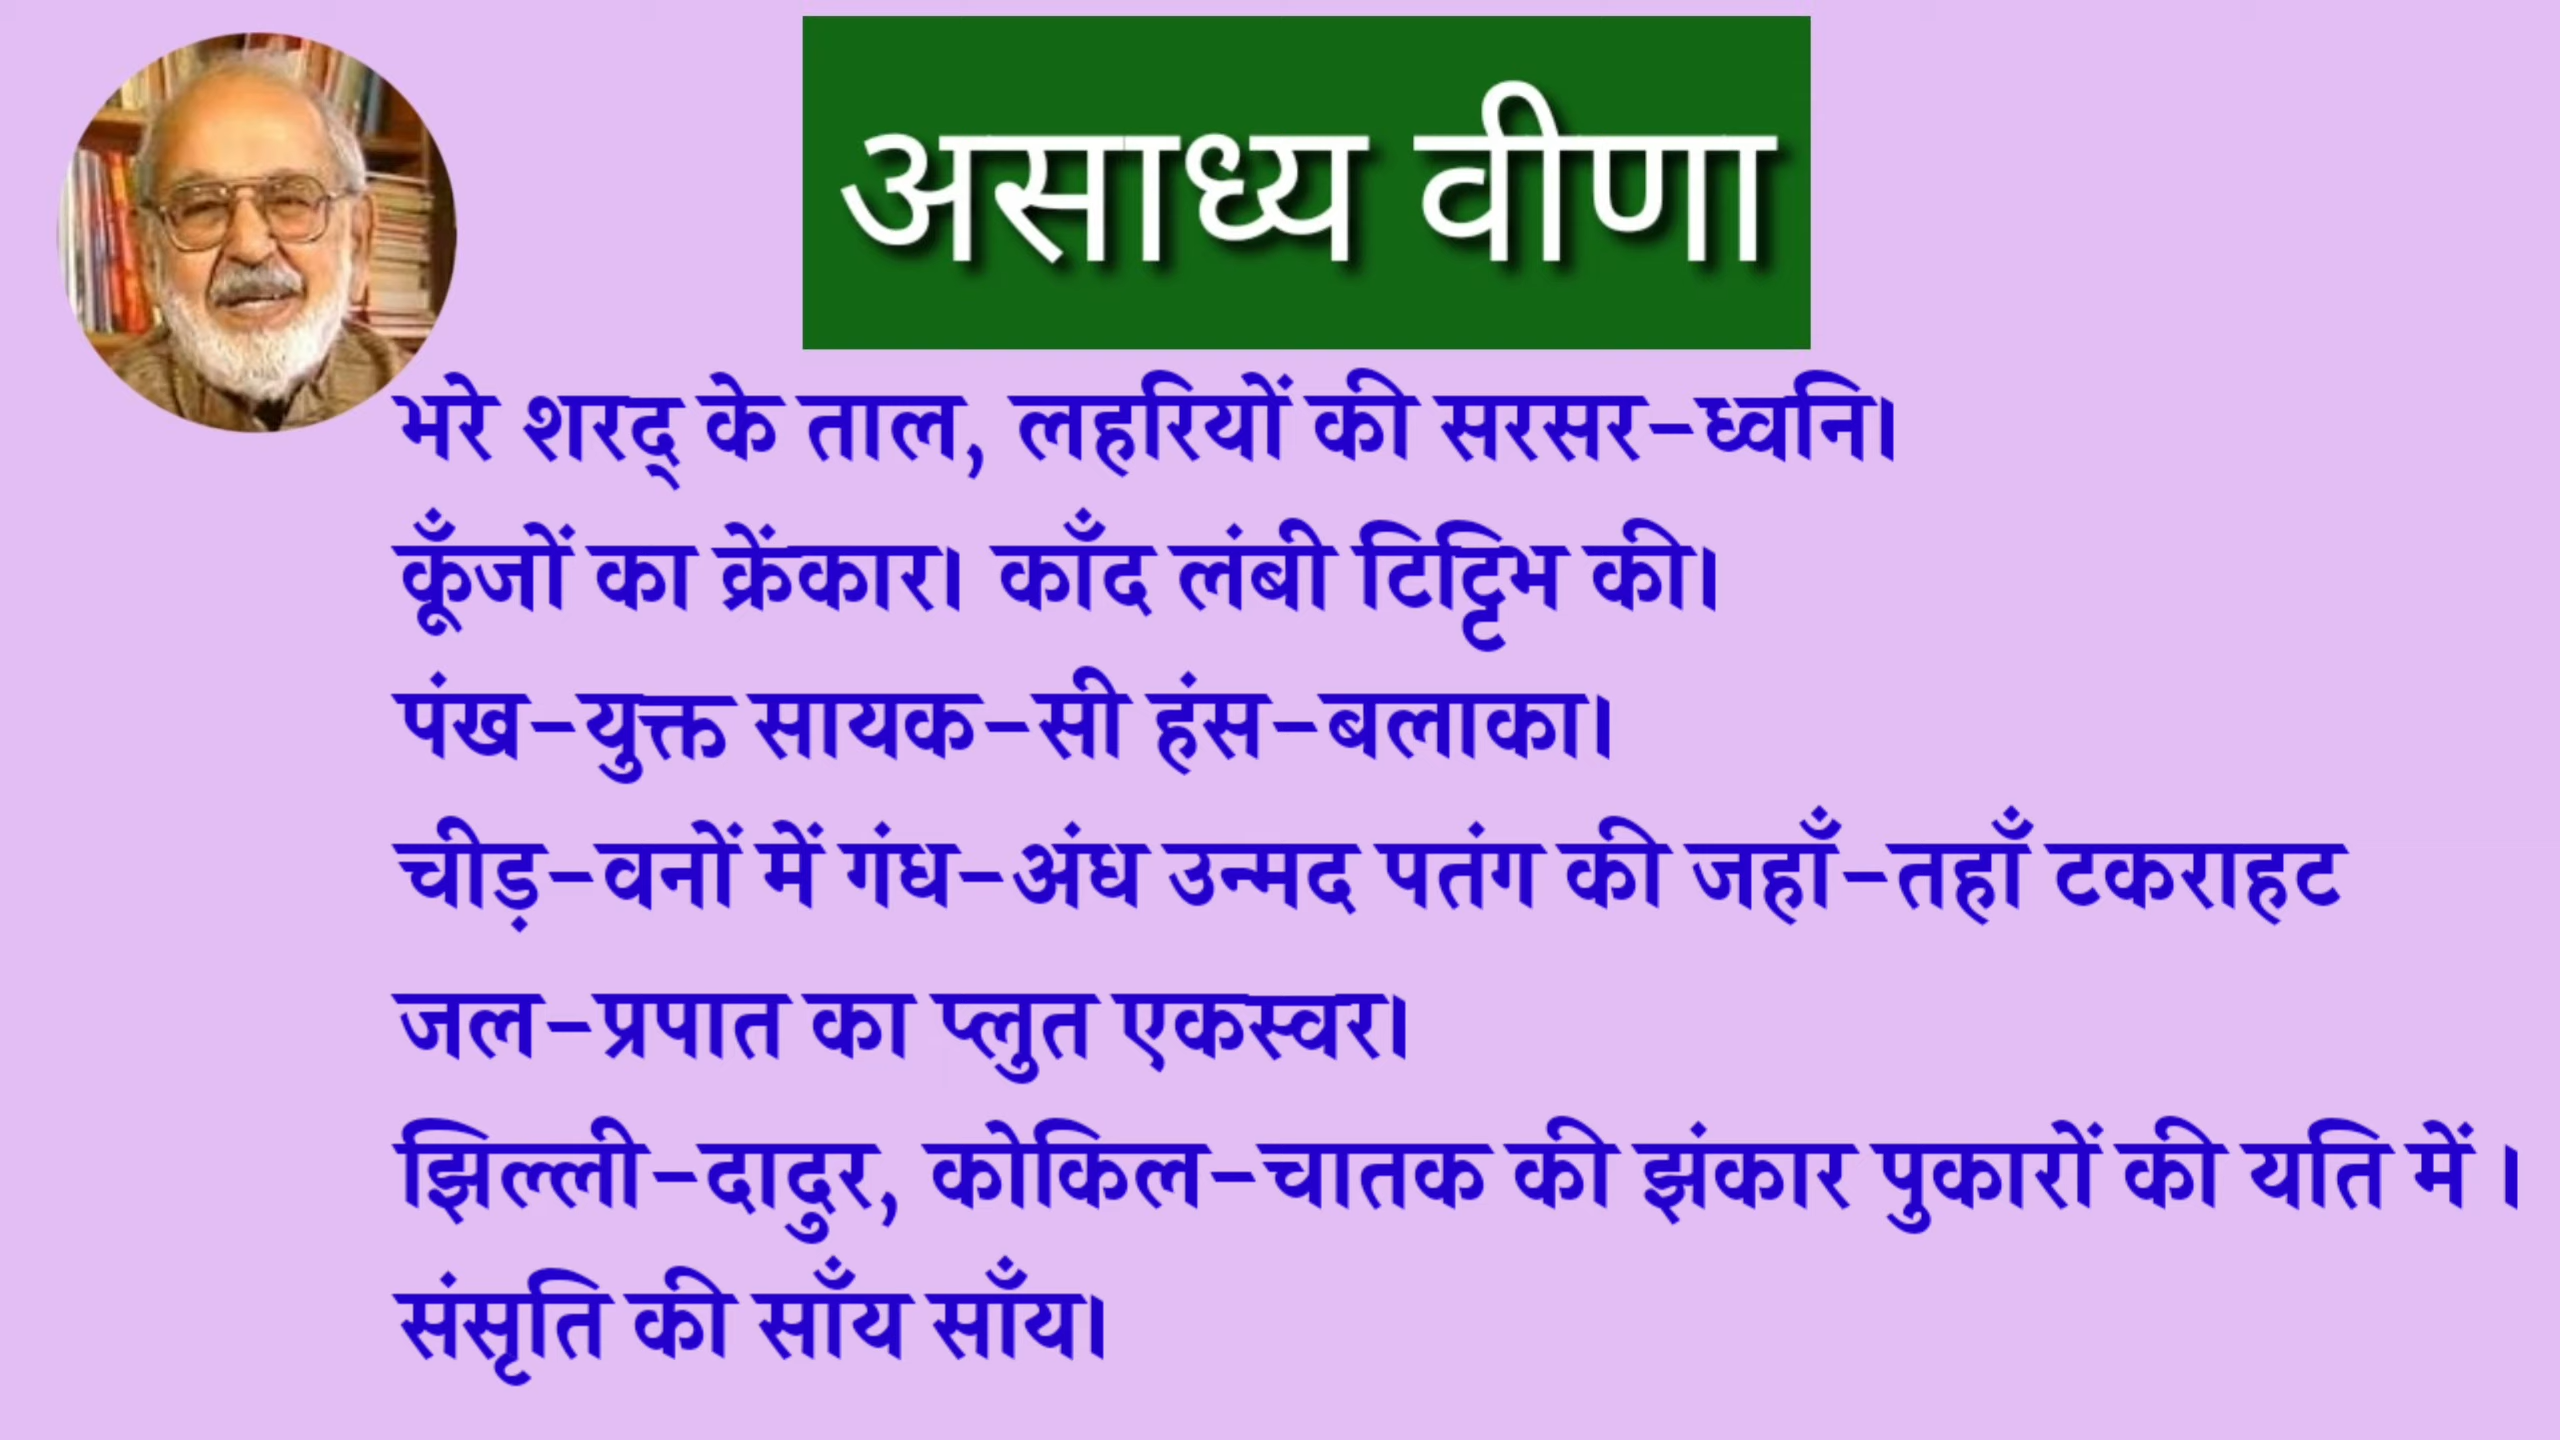 असाध्य वीणा
भरे शरद् के ताल, लहरियों की सरसर-ध्वनि।
कूँजों का क्रेंकार। काँद लंबी टिट्टिभ की।
पंख-युक्त सायक-सी हंस-बलाका।
चीड़-वनों में गंध-अंध उन्मद पतंग की जहाँ-तहाँ टकराहट
जल-प्रपात का प्लुत एकस्वर।
झिल्ली-दादुर, कोकिल-चातक की झंकार पुकारों की यति में ।
संसृति की साँय साँय।